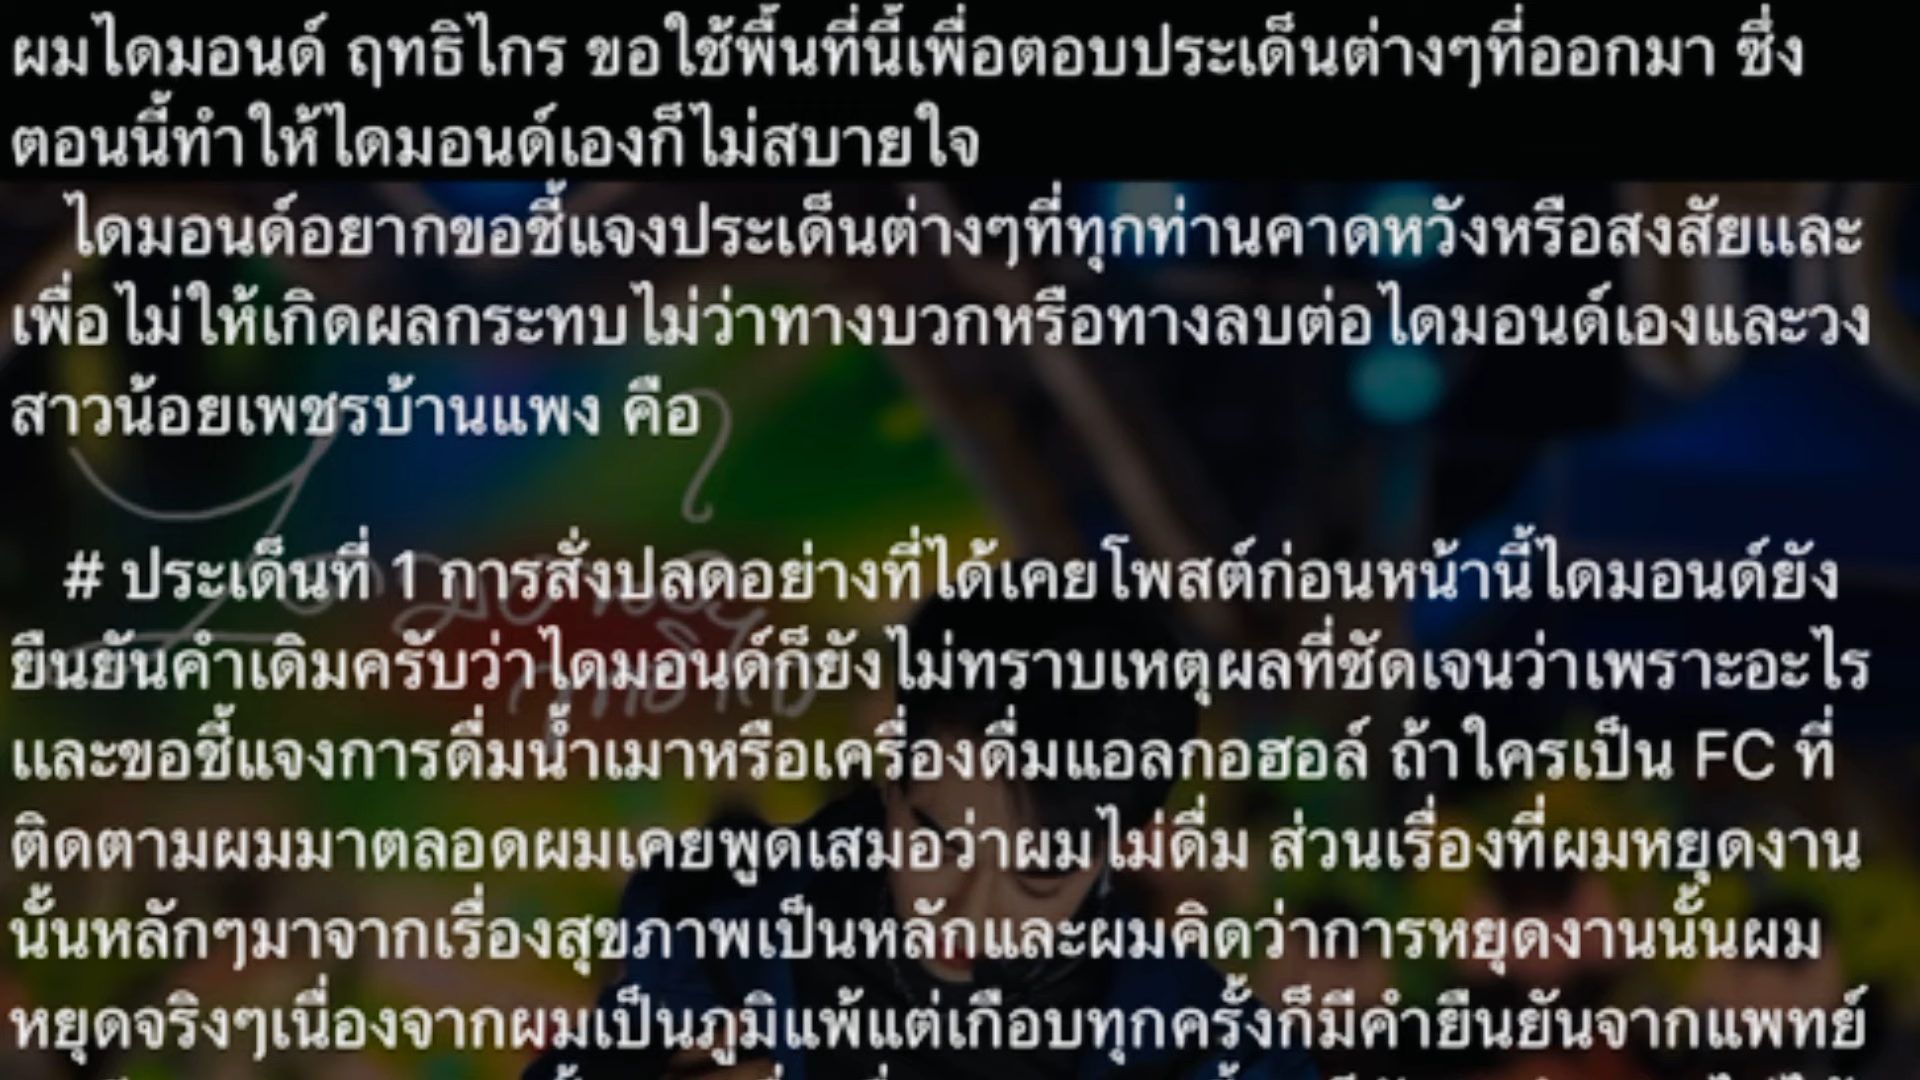 ผมไดมอนด์ ฤทธิไกร ขอใช้พื้นที่นี้เพื่อตอบประเด็นต่างๆที่ออกมา ซึ่ง
ตอนนี้ทำให้ไดมอนด์เองก็ไม่สบายใจ
ไดมอนด์อยากขอชี้แจงประเด็นต่างๆที่ทุกท่านคาดหวังหรือสงสัยและ
เพื่อไม่ให้เกิดผลกระทบไม่ว่าทางบวกหรือทางลบต่อไดมอนด์เองและวง
สาวน้อยเพชรบ้านแพง คือ
# ประเด็นที่ 1 การสั่งปลดอย่างที่ได้เคยโพสต์ก่อนหน้านี้ไดมอนด์ยัง
ยืนยันคำเดิมครับว่าไดมอนด์ก็ยังไม่ทราบเหตุผลที่ชัดเจนว่าเพราะอะไร
และขอชี้แจงการดื่มน้ำเมาหรือเครื่องดื่มแอลกอฮอล์ ถ้าใครเป็น FC ที่
ติดตามผมมาตลอดผมเคยพูดเสมอว่าผมไม่ดื่ม ส่วนเรื่องที่ผมหยุดงาน
นั้นหลักๆมาจากเรื่องสุขภาพเป็นหลักและผมคิดว่าการหยุดงานนั้นผม
หยุดจริงๆเนื่องจากผมเป็นภูมิแพ้แต่เกือบทุกครั้งก็มีคำยืนยันจากแพทย์